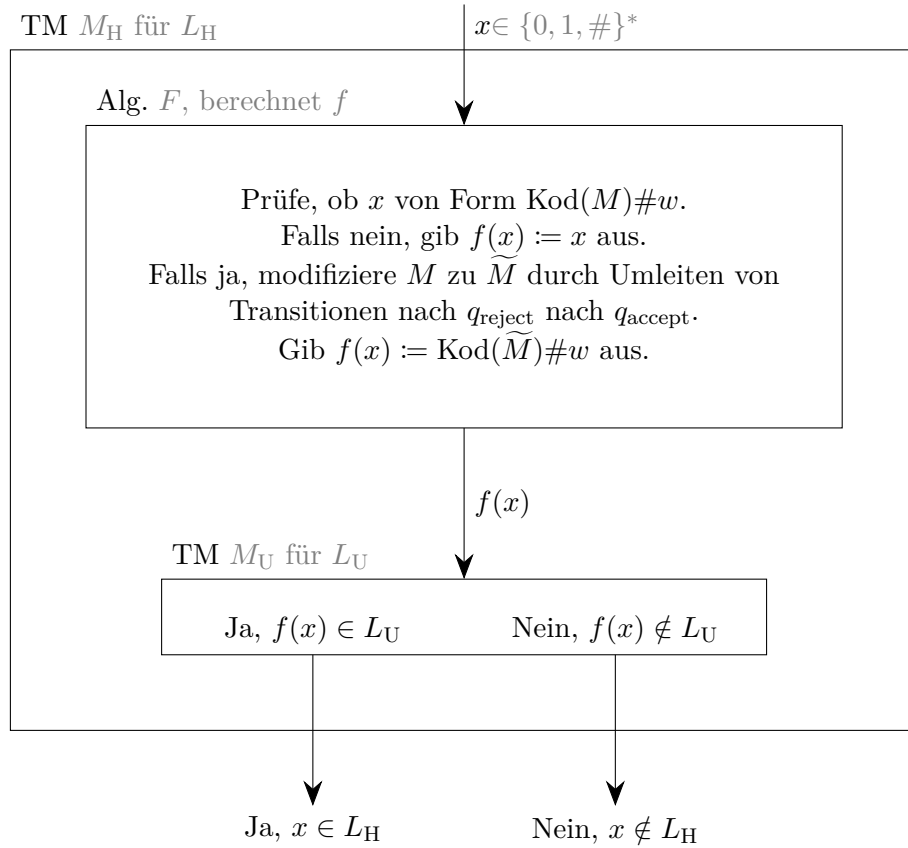 TM M_H für L_H
x∈ {0, 1, #}*
Alg. F, berechnet f
Prüfe, ob x von Form Kod(M)#w.
Falls nein, gib f(x) := x aus.
Falls ja, modifiziere M zu M̃ durch Umleiten von
Transitionen nach q_reject nach q_accept.
Gib f(x) := Kod(M̃)#w aus.
f(x)
TM M_U für L_U
Ja, f(x) ∈ L_U Nein, f(x) ∉ L_U
Ja, x ∈ L_H Nein, x ∉ L_H